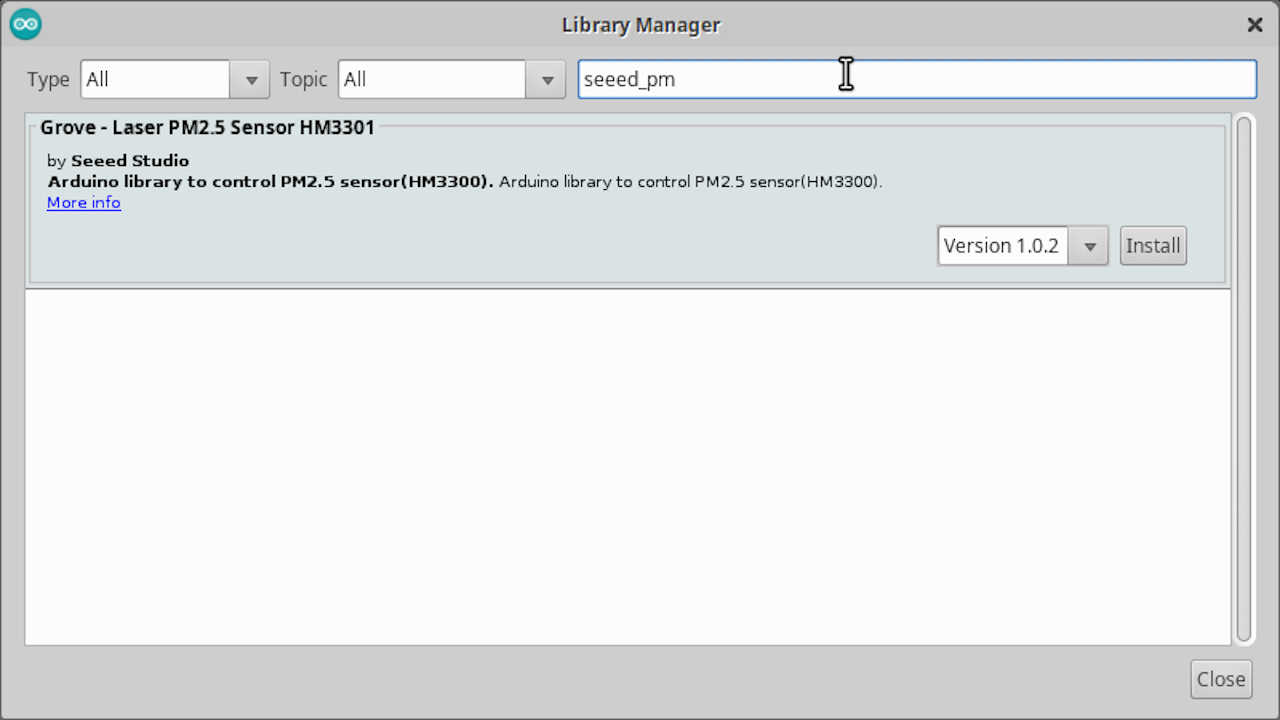 Library Manager
Type All Topic All seeed_pm
Grove - Laser PM2.5 Sensor HM3301
by Seeed Studio
Arduino library to control PM2.5 sensor(HM3300). Arduino library to control PM2.5 sensor(HM3300).
More info
Version 1.0.2 Install
Close